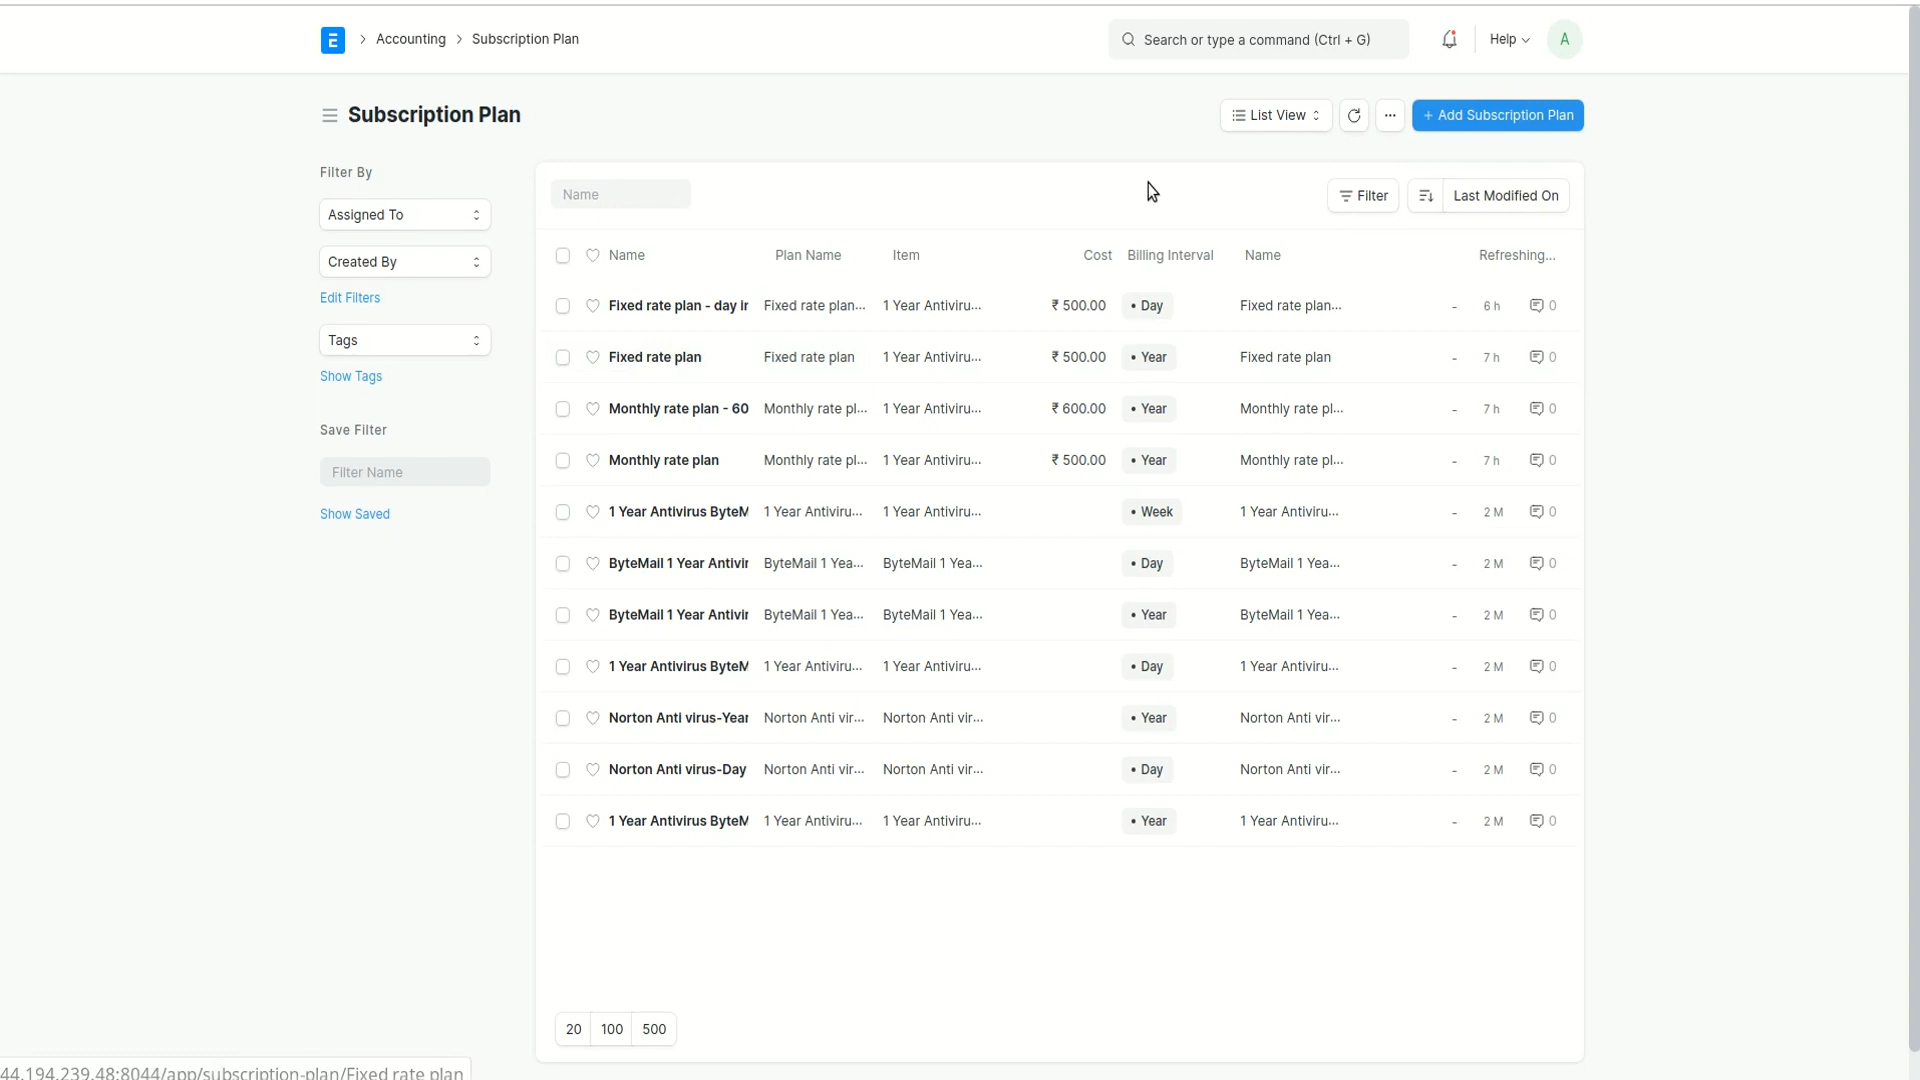 E > Accounting > Subscription Plan
Search or type a command (Ctrl + G)
Help
A
Subscription Plan
List View
...
+ Add Subscription Plan
Filter By
Assigned To
Created By
Edit Filters
Tags
Show Tags
Save Filter
Filter Name
Show Saved
Name
Filter
Last Modified On
Name Plan Name Item Cost Billing Interval Name Refreshing...
Fixed rate plan - day Fixed rate plan... 1 Year Antiviru... ₹ 500.00 • Day Fixed rate plan... - 6 h 0
Fixed rate plan Fixed rate plan 1 Year Antiviru... ₹ 500.00 • Year Fixed rate plan - 7 h 0
Monthly rate plan - 60 Monthly rate pl... 1 Year Antiviru... ₹ 600.00 • Year Monthly rate pl... - 7 h 0
Monthly rate plan Monthly rate pl... 1 Year Antiviru... ₹ 500.00 • Year Monthly rate pl... - 7 h 0
1 Year Antivirus ByteM 1 Year Antiviru... 1 Year Antiviru... • Week 1 Year Antiviru... - 2 M 0
ByteMail 1 Year Antivir ByteMail 1 Yea... ByteMail 1 Yea... • Day ByteMail 1 Yea... - 2 M 0
ByteMail 1 Year Antivir ByteMail 1 Yea... ByteMail 1 Yea... • Year ByteMail 1 Yea... - 2 M 0
1 Year Antivirus ByteM 1 Year Antiviru... 1 Year Antiviru... • Day 1 Year Antiviru... - 2 M 0
Norton Anti virus-Year Norton Anti vir... Norton Anti vir... • Year Norton Anti vir... - 2 M 0
Norton Anti virus-Day Norton Anti vir... Norton Anti vir... • Day Norton Anti vir... - 2 M 0
1 Year Antivirus ByteM 1 Year Antiviru... 1 Year Antiviru... • Year 1 Year Antiviru... - 2 M 0
20 100 500
44.194.239.48:8044/app/subscription-plan/Fixed rate plan